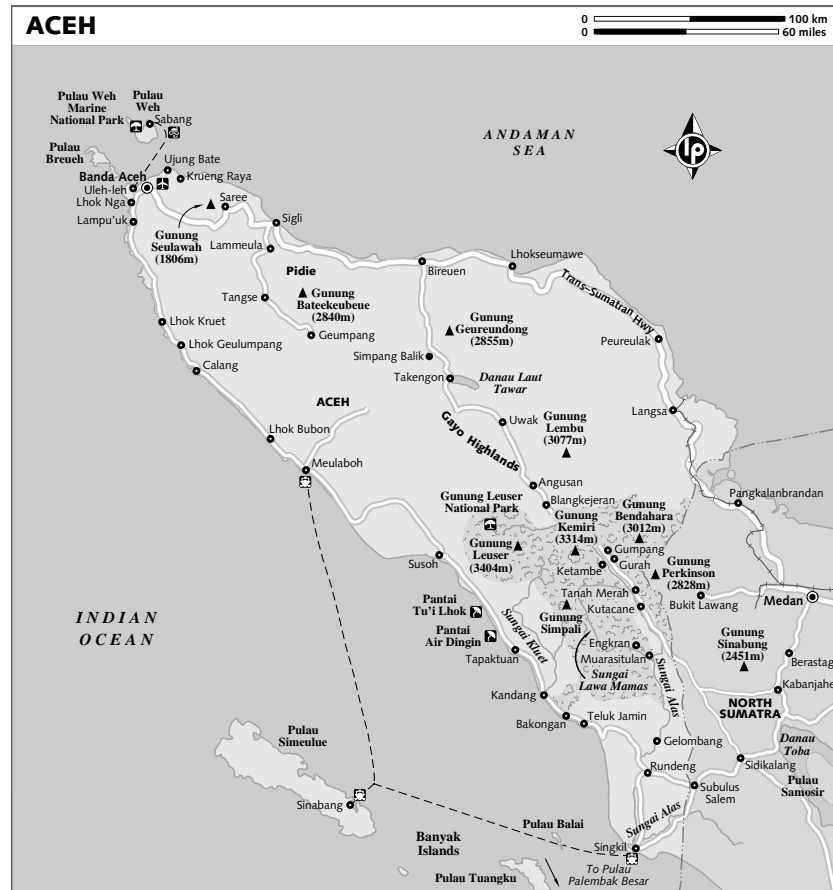 ACEH
0 100 km
0 60 miles
Pulau Weh
Marine
National Park
Pulau
Weh
Sabang
ANDAMAN
SEA
lp
Pulau
Breueh
Ujung Bate
Banda Aceh
Krueng Raya
Uleh-leh
Lhok Nga
Saree
Lampu'uk
Sigli
Gunung
Seulawah
(1806m)
Lammeula
Lhokseumawe
Bireuen
Pidie
Trans-Sumatran Hwy
Tangse
Gunung
Bateekeubeue
(2840m)
Gunung
Geureundong
(2855m)
Lhok Kruet
Geumpang
Peureulak
Lhok Geulumpang
Simpang Balik
Calang
Takengon
Danau Laut
Tawar
ACEH
Langsa
Uwak
Gunung
Lembu
(3077m)
Lhok Bubon
Gayo Highlands
Meulaboh
Angusan
Pangkalanbrandan
Gunung Leuser
National Park
Blangkejeran
Gunung
Kemiri
(3314m)
Gunung
Bendahara
(3012m)
Gunung
Leuser
(3404m)
Susoh
Gumpang
Gurah
Ketambe
Gunung
Perkinson
(2828m)
Tanah Merah
Bukit Lawang
Medan
Pantai
Tu'i Lhok
Kutacane
INDIAN
OCEAN
Gunung
Simpali
Sungai Kluet
Pantai
Air Dingin
Gunung
Sinabung
(2451m)
Engkran
Tapaktuan
Muarasitulan
Berastag
Sungai
Lawa Mamas
Sungai Alas
Kabanjahe
Kandang
NORTH
SUMATRA
Bakongan
Teluk Jamin
Pulau
Simeulue
Gelombang
Danau
Toba
Rundeng
Sidikalang
Pulau
Samosir
Subulus
Salem
Sinabang
Sungai Alas
Pulau Balai
Banyak
Islands
Singkil
To Pulau
Palembak Besar
Pulau Tuangku